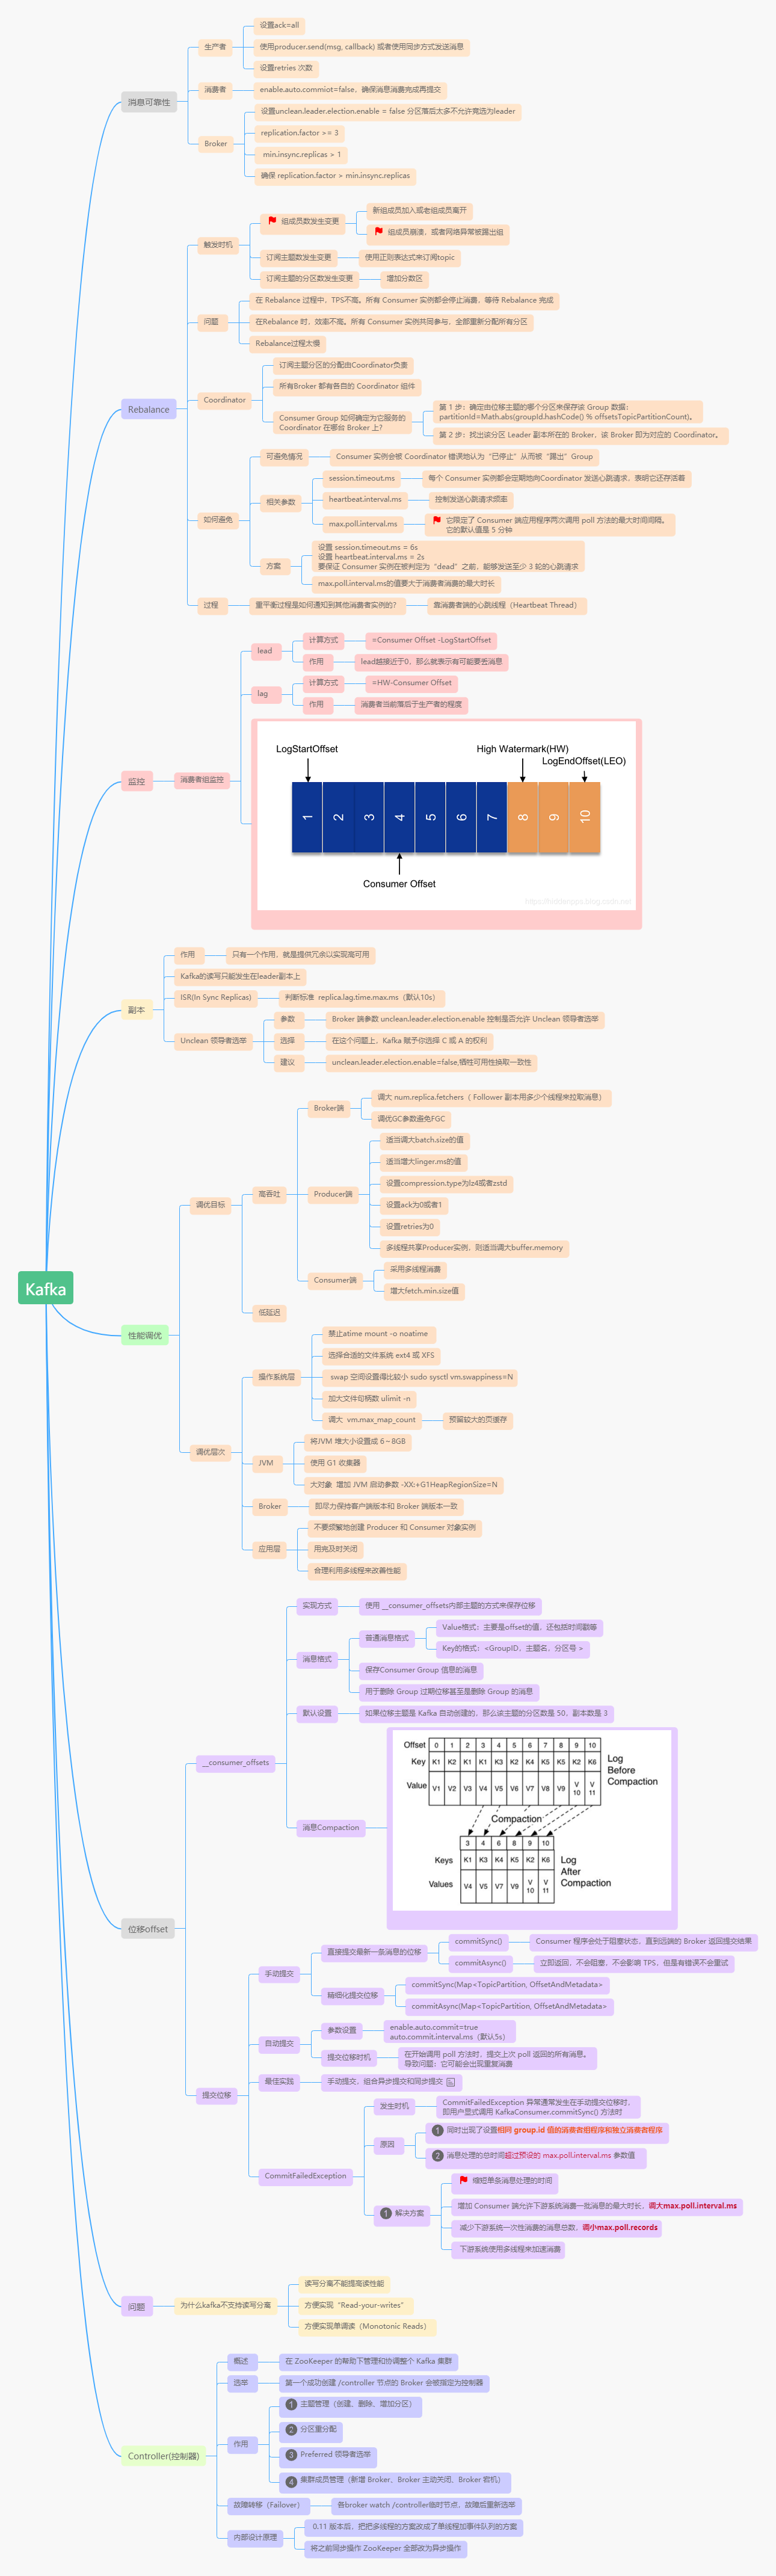 Kafka
消息可靠性
生产者
设置ack=all
使用producer.send(msg, callback) 或者使用同步方式发送消息
设置retries 次数
消费者
enable.auto.commiot=false，确保消息消费完成再提交
Broker
设置unclean.leader.election.enable = false 分区落后太多不允许竞选为leader
replication.factor >= 3
min.insync.replicas > 1
确保 replication.factor > min.insync.replicas
Rebalance
触发时机
组成员数发生变更
新组成员加入或老组成员离开
组成员崩溃，或者网络异常被踢出组
订阅主题数发生变更
使用正则表达式来订阅topic
订阅主题的分区数发生变更
增加分数区
问题
在 Rebalance 过程中，TPS不高。所有 Consumer 实例都会停止消费，等待 Rebalance 完成
在Rebalance 时，效率不高。所有 Consumer 实例共同参与，全部重新分配所有分区
Rebalance过程太慢
Coordinator
订阅主题分区的分配由Coordinator负责
所有Broker 都有各自的 Coordinator 组件
Consumer Group 如何确定为它服务的
Coordinator 在哪台 Broker 上？
第 1 步：确定由位移主题的哪个分区来保存该 Group 数据：
partitionId=Math.abs(groupId.hashCode() % offsetsTopicPartitionCount)。
第 2 步：找出该分区 Leader 副本所在的 Broker，该 Broker 即为对应的 Coordinator。
如何避免
可避免情况
Consumer 实例会被 Coordinator 错误地认为“已停止”从而被“踢出”Group
相关参数
session.timeout.ms
每个 Consumer 实例都会定期地向Coordinator 发送心跳请求，表明它还存活着
heartbeat.interval.ms
控制发送心跳请求频率
max.poll.interval.ms
它限定了 Consumer 端应用程序两次调用 poll 方法的最大时间间隔。
它的默认值是 5 分钟
方案
设置 session.timeout.ms = 6s
设置 heartbeat.interval.ms = 2s
要保证 Consumer 实例在被判定为“dead”之前，能够发送至少 3 轮的心跳请求
max.poll.interval.ms的值要大于消费者消费的最大时长
过程
重平衡过程是如何通知到其他消费者实例的？
靠消费者端的心跳线程（Heartbeat Thread）
监控
消费者组监控
lead
计算方式
=Consumer Offset -LogStartOffset
作用
lead越接近于0，那么就表示有可能要丢消息
lag
计算方式
=HW-Consumer Offset
作用
消费者当前落后于生产者的程度
LogStartOffset
High Watermark(HW)
LogEndOffset(LEO)
1 2 3 4 5 6 7 8 9 10
Consumer Offset
副本
作用
只有一个作用，就是提供冗余以实现高可用
Kafka的读写只能发生在leader副本上
ISR(In Sync Replicas)
判断标准 replica.lag.time.max.ms（默认10s）
Unclean 领导者选举
参数
Broker 端参数 unclean.leader.election.enable 控制是否允许 Unclean 领导者选举
选择
在这个问题上，Kafka 赋予你选择 C 或 A 的权利
建议
unclean.leader.election.enable=false,牺牲可用性换取一致性
性能调优
调优目标
高吞吐
Broker端
调大 num.replica.fetchers（ Follower 副本用多少个线程来拉取消息）
调优GC参数避免FGC
Producer端
适当调大batch.size的值
适当增大linger.ms的值
设置compression.type为lz4或者zstd
设置ack为0或者1
设置retries为0
多线程共享Producer实例，则适当调大buffer.memory
Consumer端
采用多线程消费
增大fetch.min.size值
低延迟
调优层次
操作系统层
禁止atime mount -o noatime
选择合适的文件系统 ext4 或 XFS
swap 空间设置得比较小 sudo sysctl vm.swappiness=N
加大文件句柄数 ulimit -n
调大 vm.max_map_count
预留较大的页缓存
JVM
将JVM 堆大小设置成 6～8GB
使用 G1 收集器
大对象 增加 JVM 启动参数 -XX:+G1HeapRegionSize=N
Broker
即尽力保持客户端版本和 Broker 端版本一致
应用层
不要频繁地创建 Producer 和 Consumer 对象实例
用完及时关闭
合理利用多线程来改善性能
位移offset
__consumer_offsets
实现方式
使用 __consumer_offsets内部主题的方式来保存位移
消息格式
普通消息格式
Value格式：主要是offset的值，还包括时间戳等
Key的格式：<GroupID，主题名，分区号 >
保存Consumer Group 信息的消息
用于删除 Group 过期位移甚至是删除 Group 的消息
默认设置
如果位移主题是 Kafka 自动创建的，那么该主题的分区数是 50，副本数是 3
消息Compaction
Offset 0 1 2 3 4 5 6 7 8 9 10
Key K1 K2 K1 K1 K3 K2 K4 K5 K5 K2 K6
Value V1 V2 V3 V4 V5 V6 V7 V8 V9 V10 V11
Log
Before
Compaction
Compaction
3 4 6 8 9 10
Keys K1 K3 K4 K5 K2 K6
Values V4 V5 V7 V9 V10 V11
Log
After
Compaction
提交位移
手动提交
直接提交最新一条消息的位移
commitSync()
Consumer 程序会处于阻塞状态，直到远端的 Broker 返回提交结果
commitAsync()
立即返回，不会阻塞，不会影响 TPS，但是有错误不会重试
精细化提交位移
commitSync(Map<TopicPartition, OffsetAndMetadata>
commitAsync(Map<TopicPartition, OffsetAndMetadata>
自动提交
参数设置
enable.auto.commit=true
auto.commit.interval.ms（默认5s）
提交位移时机
在开始调用 poll 方法时，提交上次 poll 返回的所有消息。
导致问题：它可能会出现重复消费
最佳实践
手动提交，组合异步提交和同步提交
CommitFailedException
发生时机
CommitFailedException 异常通常发生在手动提交位移时，
即用户显式调用 KafkaConsumer.commitSync() 方法时
原因
1 同时出现了设置相同 group.id 值的消费者组程序和独立消费者程序
2 消息处理的总时间超过预设的 max.poll.interval.ms 参数值
1 解决方案
缩短单条消息处理的时间
增加 Consumer 端允许下游系统消费一批消息的最大时长，调大max.poll.interval.ms
减少下游系统一次性消费的消息总数，调小max.poll.records
下游系统使用多线程来加速消费
问题
为什么kafka不支持读写分离
读写分离不能提高读性能
方便实现“Read-your-writes”
方便实现单调读（Monotonic Reads）
Controller(控制器)
概述
在 ZooKeeper 的帮助下管理和协调整个 Kafka 集群
选举
第一个成功创建 /controller 节点的 Broker 会被指定为控制器
作用
1 主题管理（创建、删除、增加分区）
2 分区重分配
3 Preferred 领导者选举
4 集群成员管理（新增 Broker、Broker 主动关闭、Broker 宕机）
故障转移（Failover）
各broker watch /controller临时节点，故障后重新选举
内部设计原理
0.11 版本后，把把多线程的方案改成了单线程加事件队列的方案
将之前同步操作 ZooKeeper 全部改为异步操作